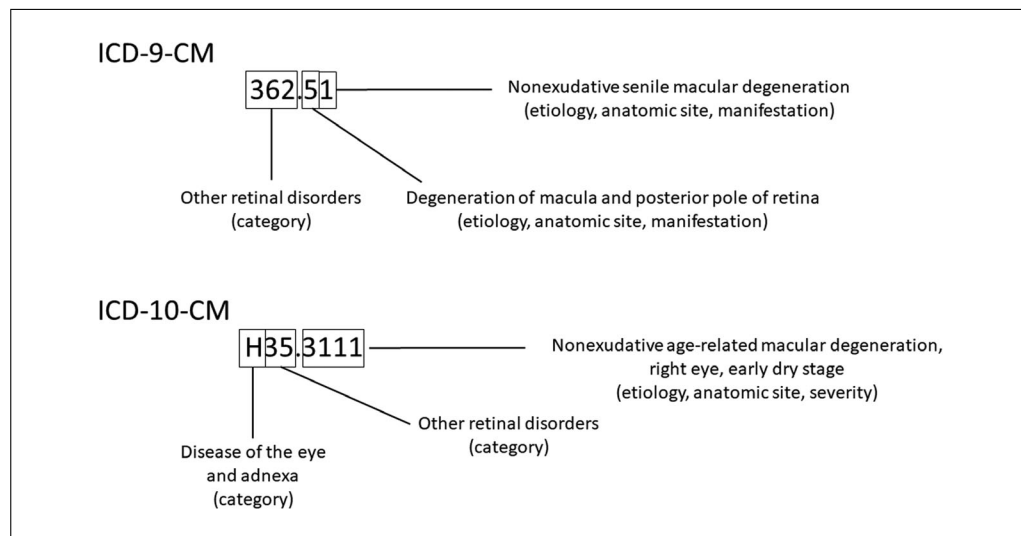 ICD-9-CM
362.51
Nonexudative senile macular degeneration
(etiology, anatomic site, manifestation)
Other retinal disorders
(category)
Degeneration of macula and posterior pole of retina
(etiology, anatomic site, manifestation)
ICD-10-CM
H35.3111
Nonexudative age-related macular degeneration,
right eye, early dry stage
(etiology, anatomic site, severity)
Other retinal disorders
(category)
Disease of the eye
and adnexa
(category)